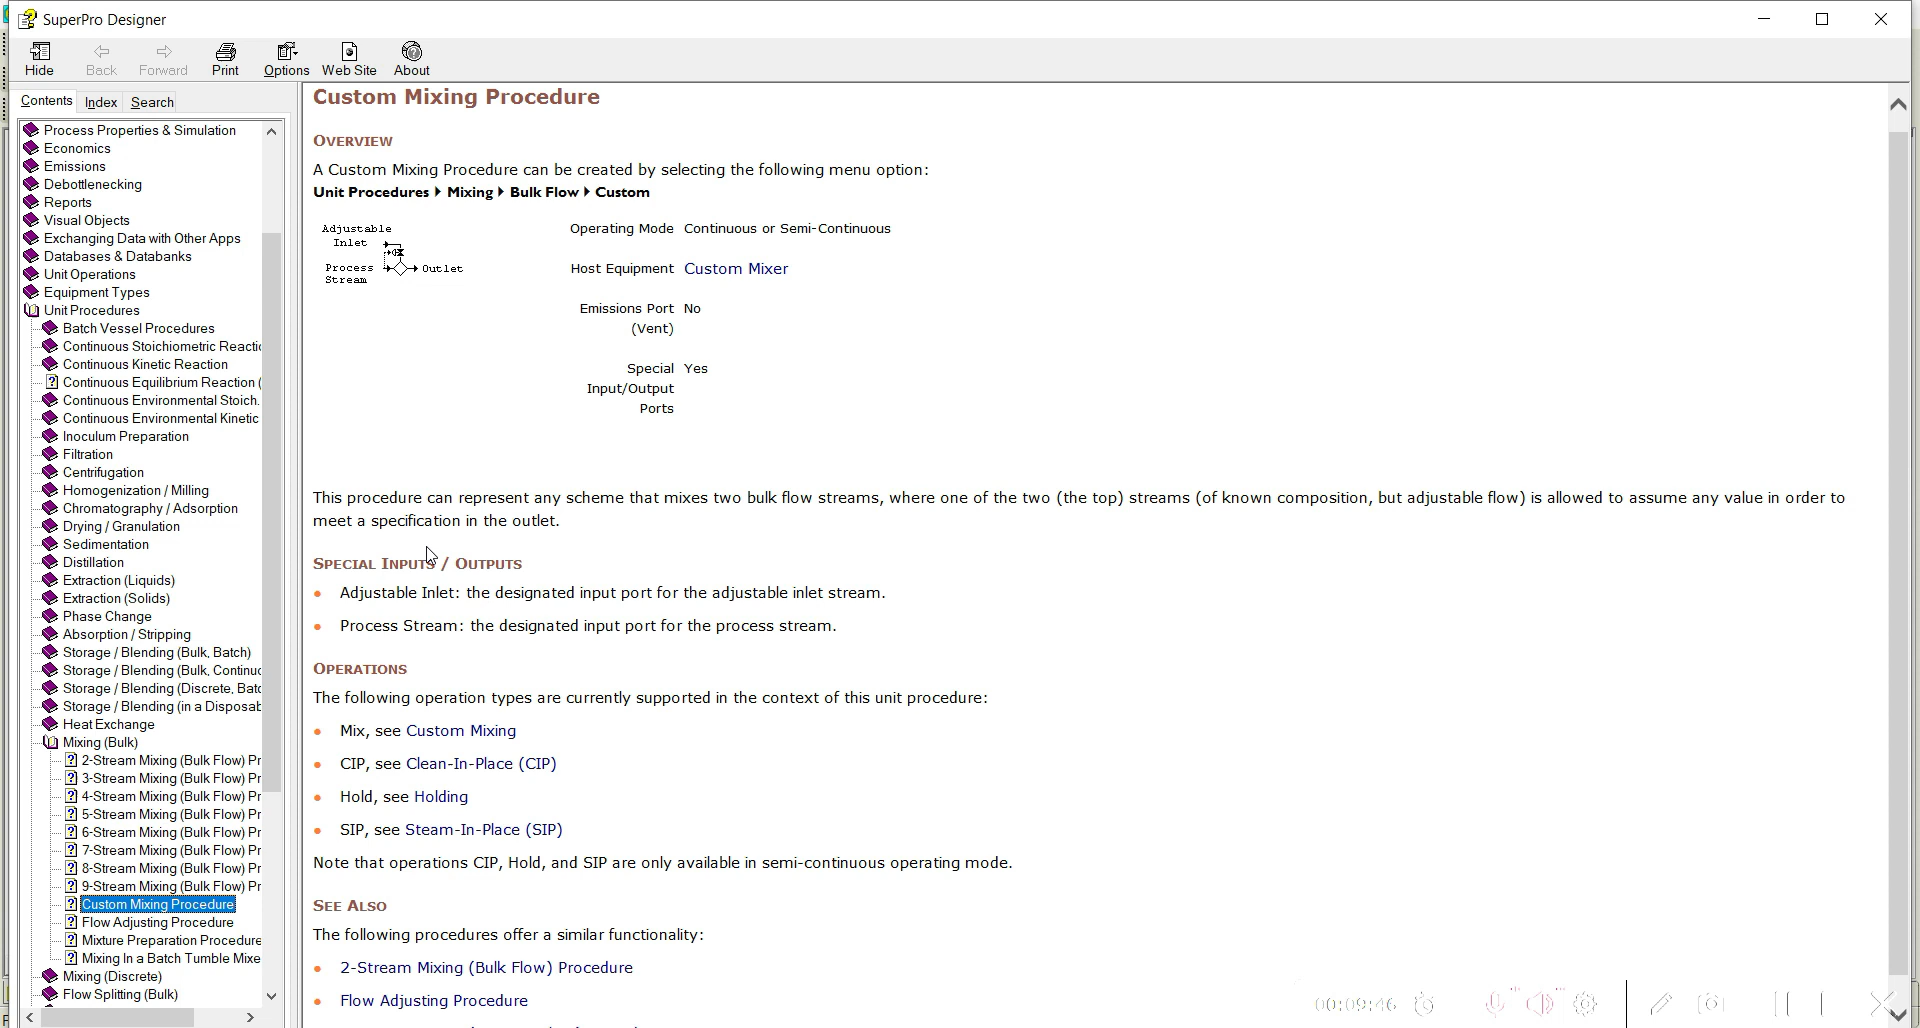 SuperPro Designer
Hide Back Forward Print Options Web Site About
Contents Index Search
Process Properties & Simulation
Economics
Emissions
Debottlenecking
Reports
Visual Objects
Exchanging Data with Other Apps
Databases & Databanks
Unit Operations
Equipment Types
Unit Procedures
Batch Vessel Procedures
Continuous Stoichiometric Reactic
Continuous Kinetic Reaction
Continuous Equilibrium Reaction (
Continuous Environmental Stoich.
Continuous Environmental Kinetic
Inoculum Preparation
Filtration
Centrifugation
Homogenization / Milling
Chromatography / Adsorption
Drying / Granulation
Sedimentation
Distillation
Extraction (Liquids)
Extraction (Solids)
Phase Change
Absorption / Stripping
Storage / Blending (Bulk, Batch)
Storage / Blending (Bulk, Continuo
Storage / Blending (Discrete, Batc
Storage / Blending (in a Disposab
Heat Exchange
Mixing (Bulk)
2-Stream Mixing (Bulk Flow) Pr
3-Stream Mixing (Bulk Flow) Pr
4-Stream Mixing (Bulk Flow) Pr
5-Stream Mixing (Bulk Flow) Pr
6-Stream Mixing (Bulk Flow) Pr
7-Stream Mixing (Bulk Flow) Pr
8-Stream Mixing (Bulk Flow) Pr
9-Stream Mixing (Bulk Flow) Pr
Custom Mixing Procedure
Flow Adjusting Procedure
Mixture Preparation Procedure
Mixing In a Batch Tumble Mixe
Mixing (Discrete)
Flow Splitting (Bulk)
Custom Mixing Procedure
OVERVIEW
A Custom Mixing Procedure can be created by selecting the following menu option:
Unit Procedures ▸ Mixing ▸ Bulk Flow ▸ Custom
Adjustable
Inlet
Process
Stream
Outlet
Operating Mode Continuous or Semi-Continuous
Host Equipment Custom Mixer
Emissions Port No
(Vent)
Special Yes
Input/Output
Ports
This procedure can represent any scheme that mixes two bulk flow streams, where one of the two (the top) streams (of known composition, but adjustable flow) is allowed to assume any value in order to
meet a specification in the outlet.
SPECIAL INPUTS / OUTPUTS
• Adjustable Inlet: the designated input port for the adjustable inlet stream.
• Process Stream: the designated input port for the process stream.
OPERATIONS
The following operation types are currently supported in the context of this unit procedure:
• Mix, see Custom Mixing
• CIP, see Clean-In-Place (CIP)
• Hold, see Holding
• SIP, see Steam-In-Place (SIP)
Note that operations CIP, Hold, and SIP are only available in semi-continuous operating mode.
SEE ALSO
The following procedures offer a similar functionality:
• 2-Stream Mixing (Bulk Flow) Procedure
• Flow Adjusting Procedure
00:09:46